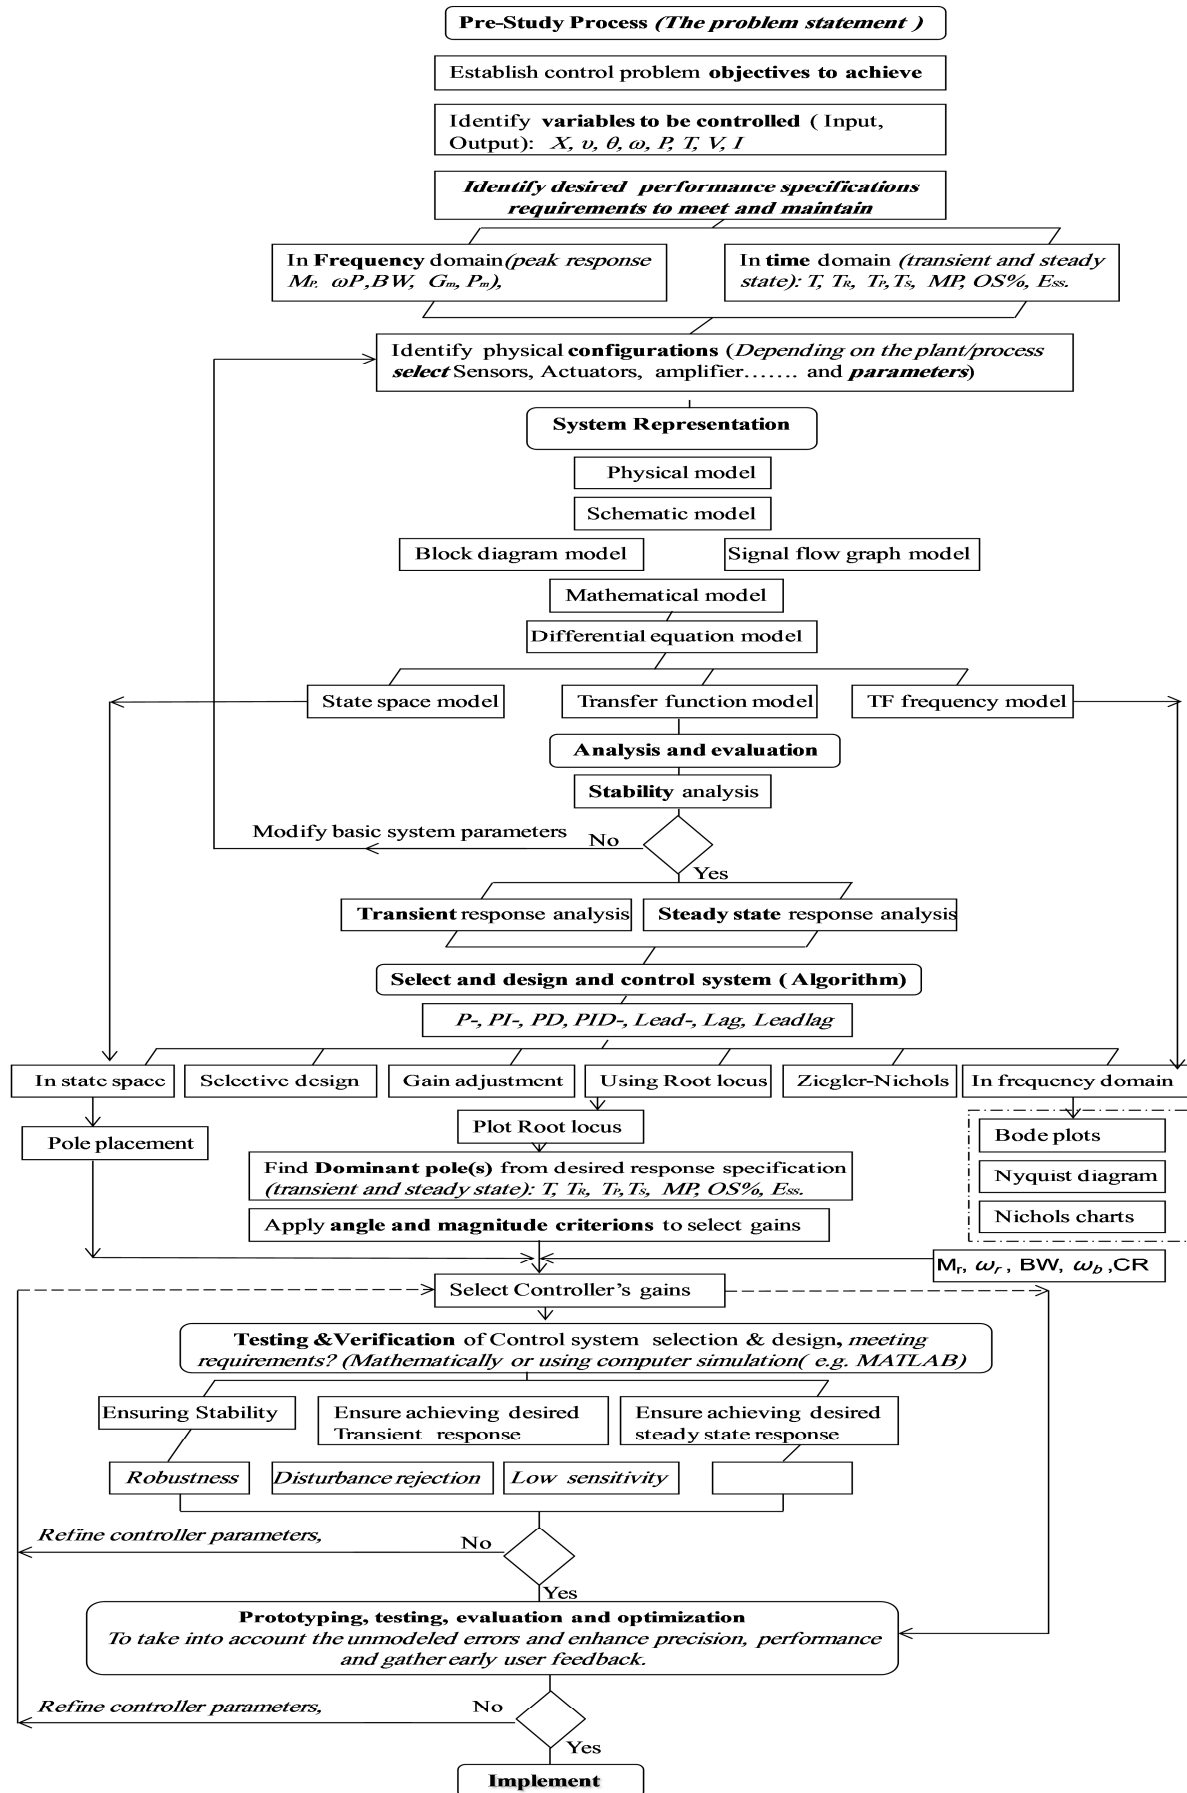 Pre-Study Process (The problem statement )
Establish control problem objectives to achieve
Identify variables to be controlled ( Input,
Output): X, υ, θ, ω, P, T, V, I
Identify desired performance specifications
requirements to meet and maintain
In Frequency domain(peak response
MP, ωP,BW, Gm, Pm),
In time domain (transient and steady
state): T, TR, TP,TS, MP, OS%, ESS.
Identify physical configurations (Depending on the plant/process
select Sensors, Actuators, amplifier……. and parameters)
System Representation
Physical model
Schematic model
Block diagram model
Signal flow graph model
Mathematical model
Differential equation model
State space model
Transfer function model
TF frequency model
Analysis and evaluation
Stability analysis
Modify basic system parameters
No
Yes
Transient response analysis
Steady state response analysis
Select and design and control system ( Algorithm)
P-, PI-, PD, PID-, Lead-, Lag, Leadlag
In state space
Selective design
Gain adjustment
Using Root locus
Ziegler-Nichols
In frequency domain
Pole placement
Plot Root locus
Bode plots
Find Dominant pole(s) from desired response specification
(transient and steady state): T, TR, TP,TS, MP, OS%, ESS.
Nyquist diagram
Nichols charts
Apply angle and magnitude criterions to select gains
Mr, ωr , BW, ωb ,CR
Select Controller's gains
Testing &Verification of Control system selection & design, meeting
requirements? (Mathematically or using computer simulation( e.g. MATLAB)
Ensuring Stability
Ensure achieving desired
Transient response
Ensure achieving desired
steady state response
Robustness
Disturbance rejection
Low sensitivity
Refine controller parameters,
No
Yes
Prototyping, testing, evaluation and optimization
To take into account the unmodeled errors and enhance precision, performance
and gather early user feedback.
Refine controller parameters,
No
Yes
Implement